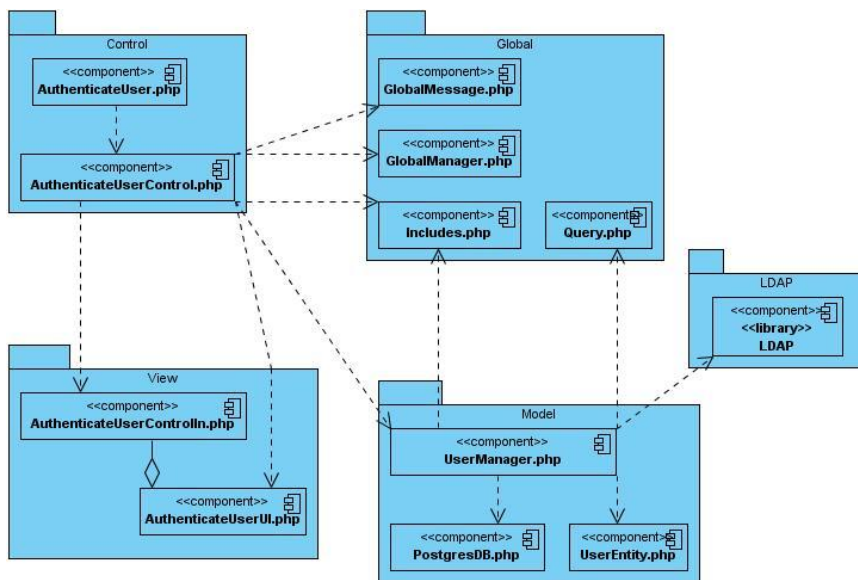 Control
<<component>>
AuthenticateUser.php
<<component>>
AuthenticateUserControl.php
Global
<<component>>
GlobalMessage.php
<<component>>
GlobalManager.php
<<component>>
Includes.php
<<component>>
Query.php
LDAP
<<component>>
<<library>>
LDAP
View
<<component>>
AuthenticateUserControlIn.php
<<component>>
AuthenticateUserUI.php
Model
<<component>>
UserManager.php
<<component>>
PostgresDB.php
<<component>>
UserEntity.php